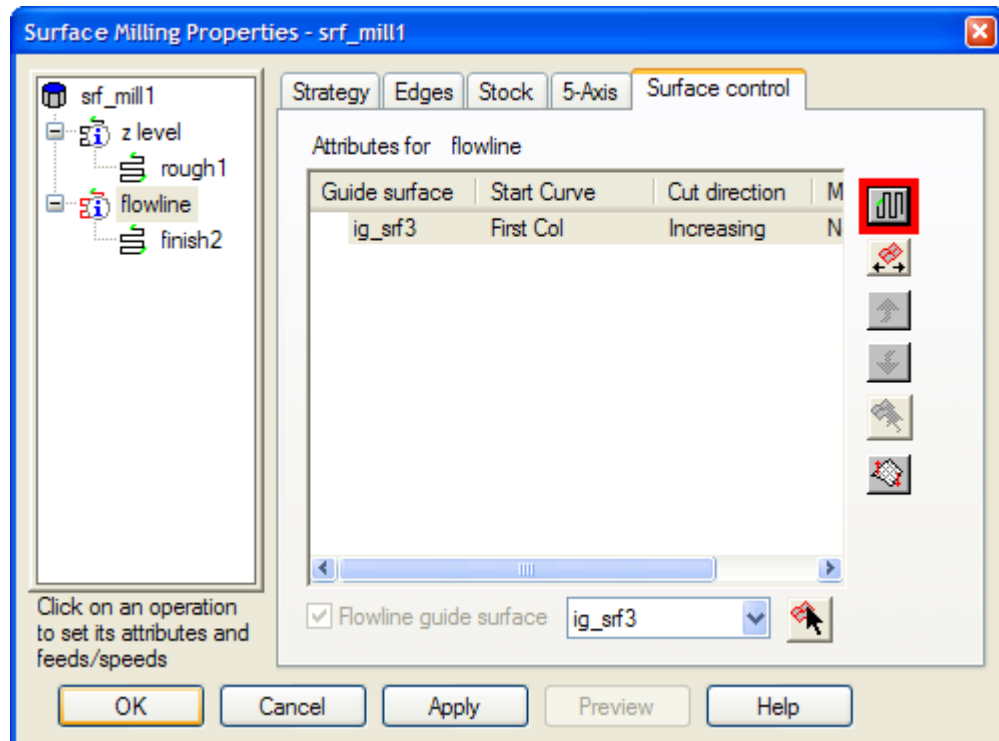 Surface Milling Properties - srf_mill1
srf_mill1
z level
rough1
flowline
finish2
Click on an operation
to set its attributes and
feeds/speeds
Strategy Edges Stock 5-Axis Surface control
Attributes for flowline
Guide surface Start Curve Cut direction M
ig_srf3 First Col Increasing N
Flowline guide surface ig_srf3
OK Cancel Apply Preview Help